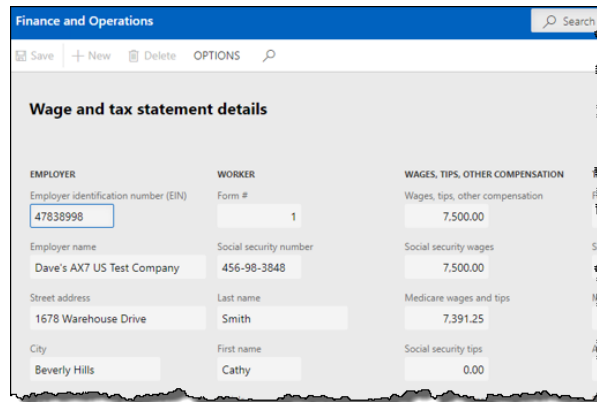 Finance and Operations
Search
Save
New
Delete
OPTIONS
Wage and tax statement details
EMPLOYER
WORKER
WAGES, TIPS, OTHER COMPENSATION
Employer identification number (EIN)
Form #
Wages, tips, other compensation
47838998
1
7,500.00
Employer name
Social security number
Social security wages
Dave's AX7 US Test Company
456-98-3848
7,500.00
Street address
Last name
Medicare wages and tips
1678 Warehouse Drive
Smith
7,391.25
City
First name
Social security tips
Beverly Hills
Cathy
0.00